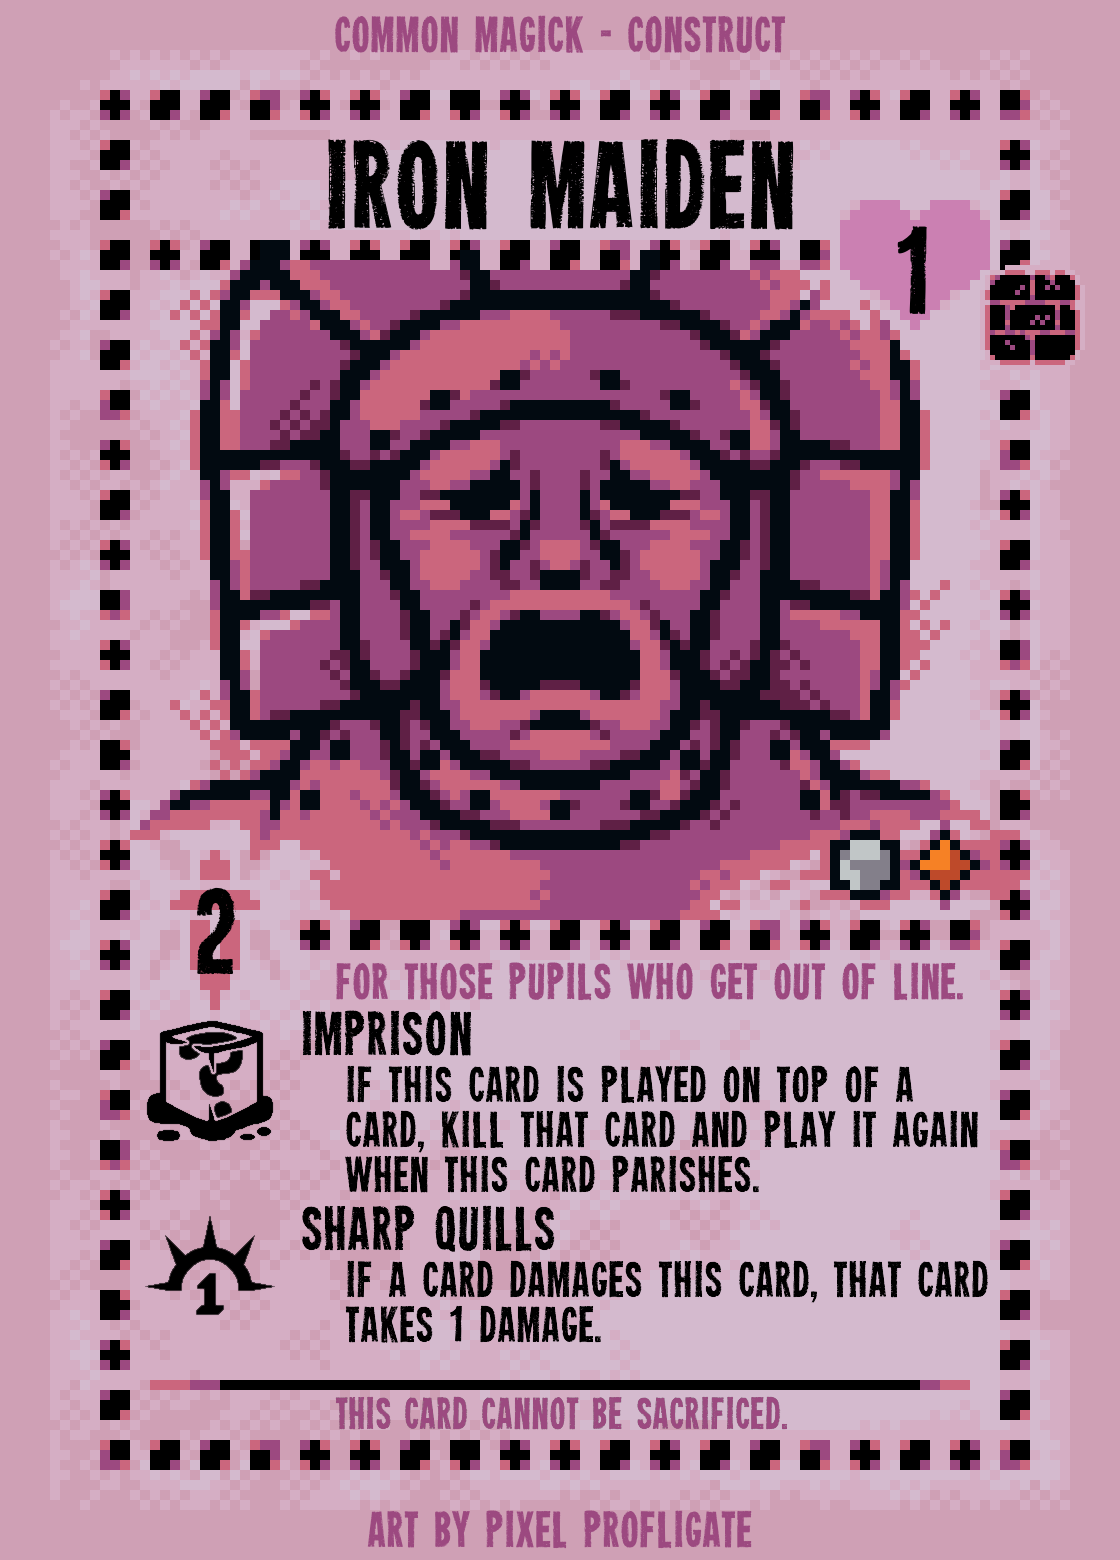 COMMON MAGICK - CONSTRUCT
IRON MAIDEN
1
2
FOR THOSE PUPILS WHO GET OUT OF LINE.
IMPRISON
IF THIS CARD IS PLAYED ON TOP OF A
CARD, KILL THAT CARD AND PLAY IT AGAIN
WHEN THIS CARD PARISHES.
SHARP QUILLS
1
IF A CARD DAMAGES THIS CARD, THAT CARD
TAKES 1 DAMAGE.
THIS CARD CANNOT BE SACRIFICED.
ART BY PIXEL PROFLIGATE